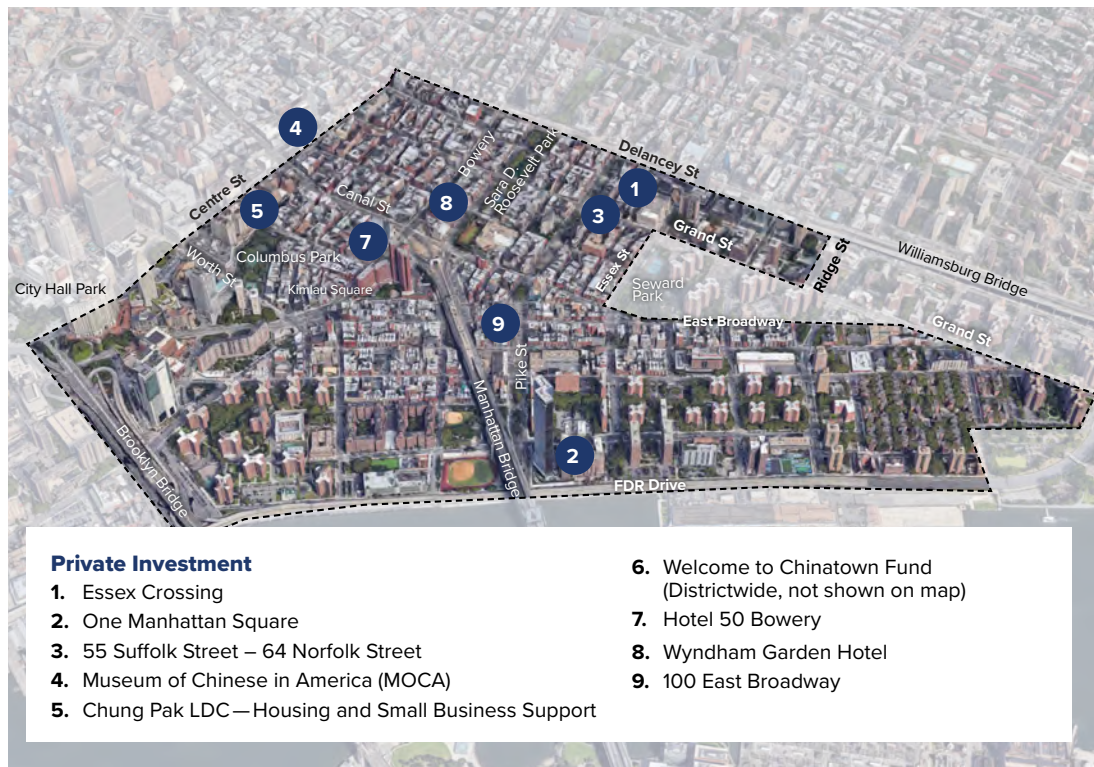 4
Delancey St
Bowery
Sara D.
Roosevelt Park
1
Centre St
Canal St
8
3
5
7
Grand St
Columbus Park
Worth St
Essex St
Ridge St
Williamsburg Bridge
City Hall Park
Kimlau Square
Seward
Park
9
East Broadway
Grand St
Pike St
Manhattan Bridge
Brooklyn Bridge
2
FDR Drive
Private Investment
1. Essex Crossing
2. One Manhattan Square
3. 55 Suffolk Street – 64 Norfolk Street
4. Museum of Chinese in America (MOCA)
5. Chung Pak LDC—Housing and Small Business Support
6. Welcome to Chinatown Fund
(Districtwide, not shown on map)
7. Hotel 50 Bowery
8. Wyndham Garden Hotel
9. 100 East Broadway